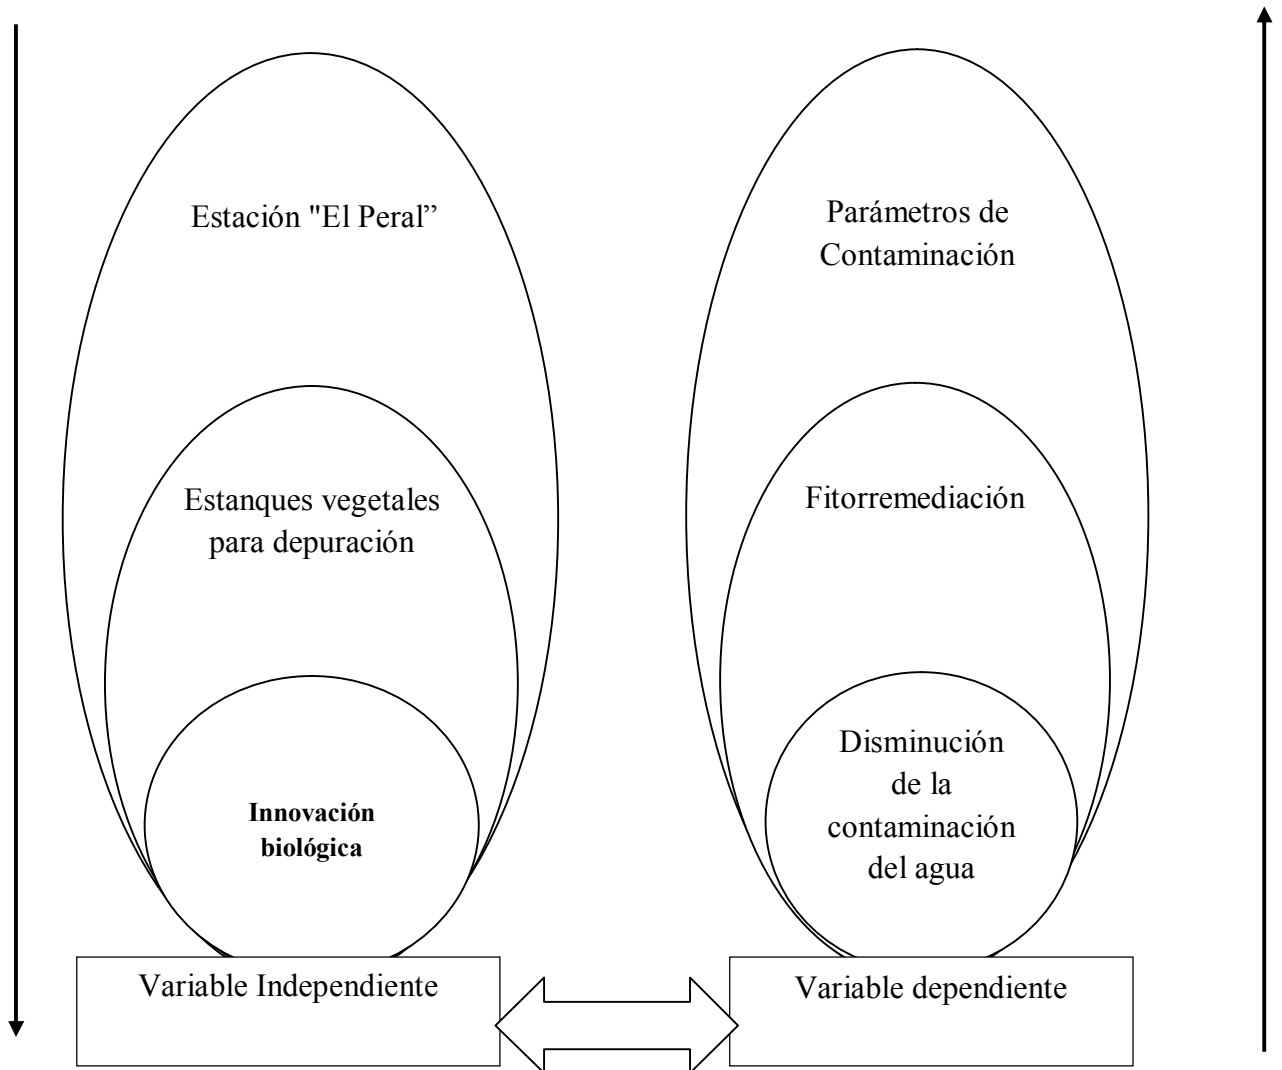 Estación "El Peral”
Estanques vegetales
para depuración
Innovación
biológica
Variable Independiente
Parámetros de
Contaminación
Fitorremediación
Disminución
de la
contaminación
del agua
Variable dependiente